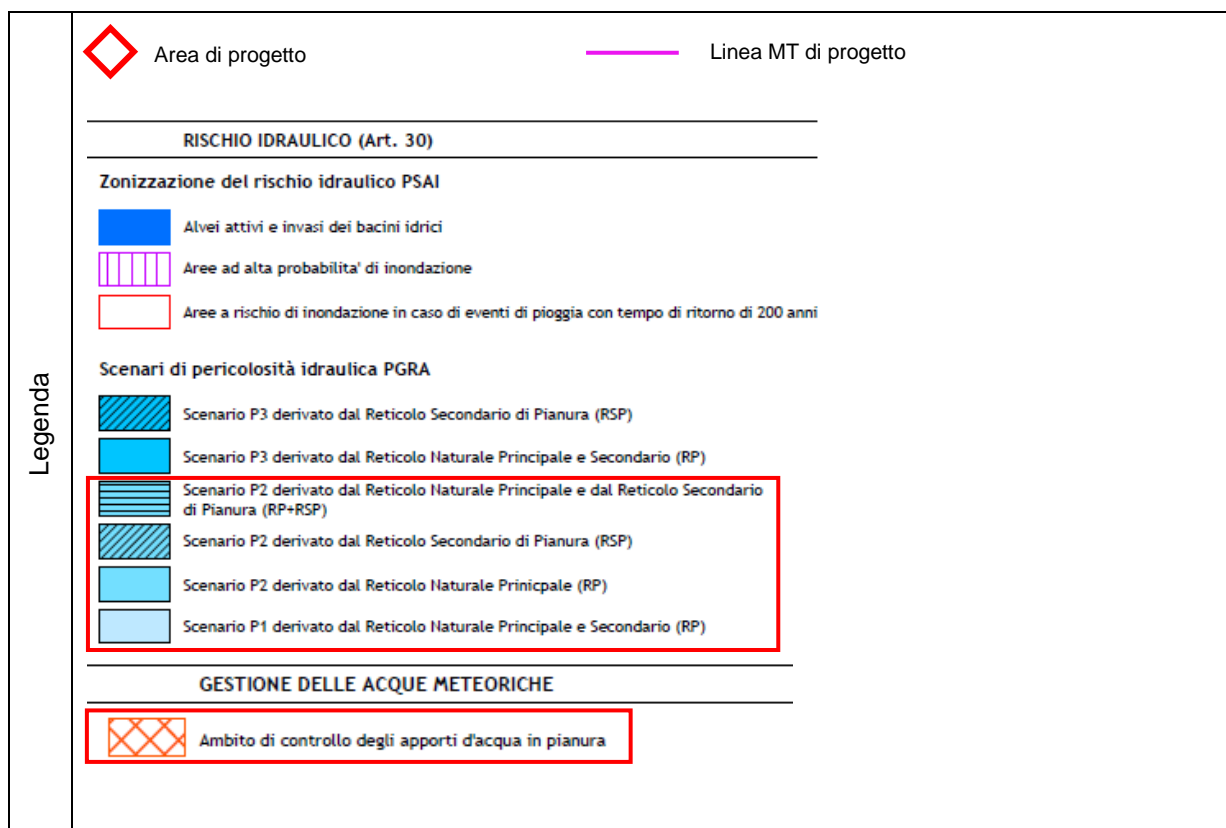 Legenda
Area di progetto
Linea MT di progetto
RISCHIO IDRAULICO (Art. 30)
Zonizzazione del rischio idraulico PSAI
Alvei attivi e invasi dei bacini idrici
Aree ad alta probabilita' di inondazione
Aree a rischio di inondazione in caso di eventi di pioggia con tempo di ritorno di 200 anni
Scenari di pericolosità idraulica PGRA
Scenario P3 derivato dal Reticolo Secondario di Pianura (RSP)
Scenario P3 derivato dal Reticolo Naturale Principale e Secondario (RP)
Scenario P2 derivato dal Reticolo Naturale Principale e dal Reticolo Secondario
di Pianura (RP+RSP)
Scenario P2 derivato dal Reticolo Secondario di Pianura (RSP)
Scenario P2 derivato dal Reticolo Naturale Prinicpale (RP)
Scenario P1 derivato dal Reticolo Naturale Principale e Secondario (RP)
GESTIONE DELLE ACQUE METEORICHE
Ambito di controllo degli apporti d'acqua in pianura